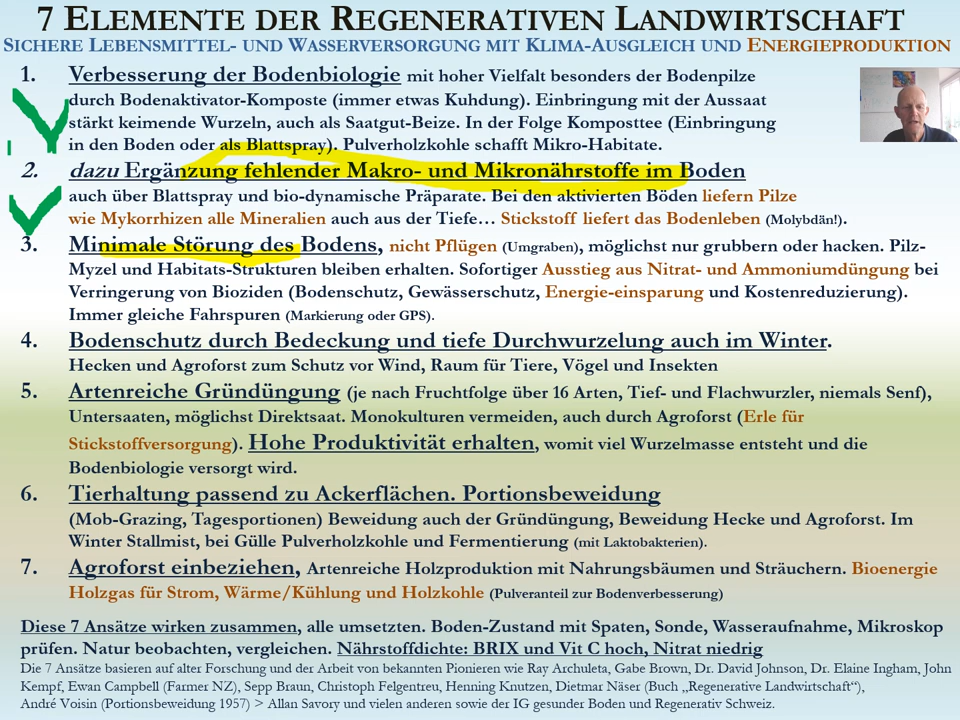 7 Elemente der Regenerativen Landwirtschaft
Sichere Lebensmittel- und Wasserversorgung mit Klima-Ausgleich und Energieproduktion
1. Verbesserung der Bodenbiologie mit hoher Vielfalt besonders der Bodenpilze
durch Bodenaktivator-Komposte (immer etwas Kuhdung). Einbringung mit der Aussaat
stärkt keimende Wurzeln, auch als Saatgut-Beize. In der Folge Komposttee (Einbringung
in den Boden oder als Blattspray). Pulverholzkohle schafft Mikro-Habitate.
2. dazu Ergänzung fehlender Makro- und Mikronährstoffe im Boden
auch über Blattspray und bio-dynamische Präparate. Bei den aktivierten Böden liefern Pilze
wie Mykorrhizen alle Mineralien auch aus der Tiefe… Stickstoff liefert das Bodenleben (Molybdän!).
3. Minimale Störung des Bodens, nicht Pflügen (Umgraben), möglichst nur grubbern oder hacken. Pilz-
Myzel und Habitats-Strukturen bleiben erhalten. Sofortiger Ausstieg aus Nitrat- und Ammoniumdüngung bei
Verringerung von Bioziden (Bodenschutz, Gewässerschutz, Energie-einsparung und Kostenreduzierung).
Immer gleiche Fahrspuren (Markierung oder GPS).
4. Bodenschutz durch Bedeckung und tiefe Durchwurzelung auch im Winter.
Hecken und Agroforst zum Schutz vor Wind, Raum für Tiere, Vögel und Insekten
5. Artenreiche Gründüngung (je nach Fruchtfolge über 16 Arten, Tief- und Flachwurzler, niemals Senf),
Untersaaten, möglichst Direktsaat. Monokulturen vermeiden, auch durch Agroforst (Erle für
Stickstoffversorgung). Hohe Produktivität erhalten, womit viel Wurzelmasse entsteht und die
Bodenbiologie versorgt wird.
6. Tierhaltung passend zu Ackerflächen. Portionsbeweidung
(Mob-Grazing, Tagesportionen) Beweidung auch der Gründüngung, Beweidung Hecke und Agroforst. Im
Winter Stallmist, bei Gülle Pulverholzkohle und Fermentierung (mit Laktobakterien).
7. Agroforst einbeziehen, Artenreiche Holzproduktion mit Nahrungsbäumen und Sträuchern. Bioenergie
Holzgas für Strom, Wärme/Kühlung und Holzkohle (Pulveranteil zur Bodenverbesserung)
Diese 7 Ansätze wirken zusammen, alle umsetzten. Boden-Zustand mit Spaten, Sonde, Wasseraufnahme, Mikroskop
prüfen. Natur beobachten, vergleichen. Nährstoffdichte: BRIX und Vit C hoch, Nitrat niedrig
Die 7 Ansätze basieren auf alter Forschung und der Arbeit von bekannten Pionieren wie Ray Archuleta, Gabe Brown, Dr. David Johnson, Dr. Elaine Ingham, John
Kempf, Ewan Campbell (Farmer NZ), Sepp Braun, Christoph Felgentreu, Henning Knutzen, Dietmar Näser (Buch „Regenerative Landwirtschaft“),
André Voisin (Portionsbeweidung 1957) > Allan Savory und vielen anderen sowie der IG gesunder Boden und Regenerativ Schweiz.